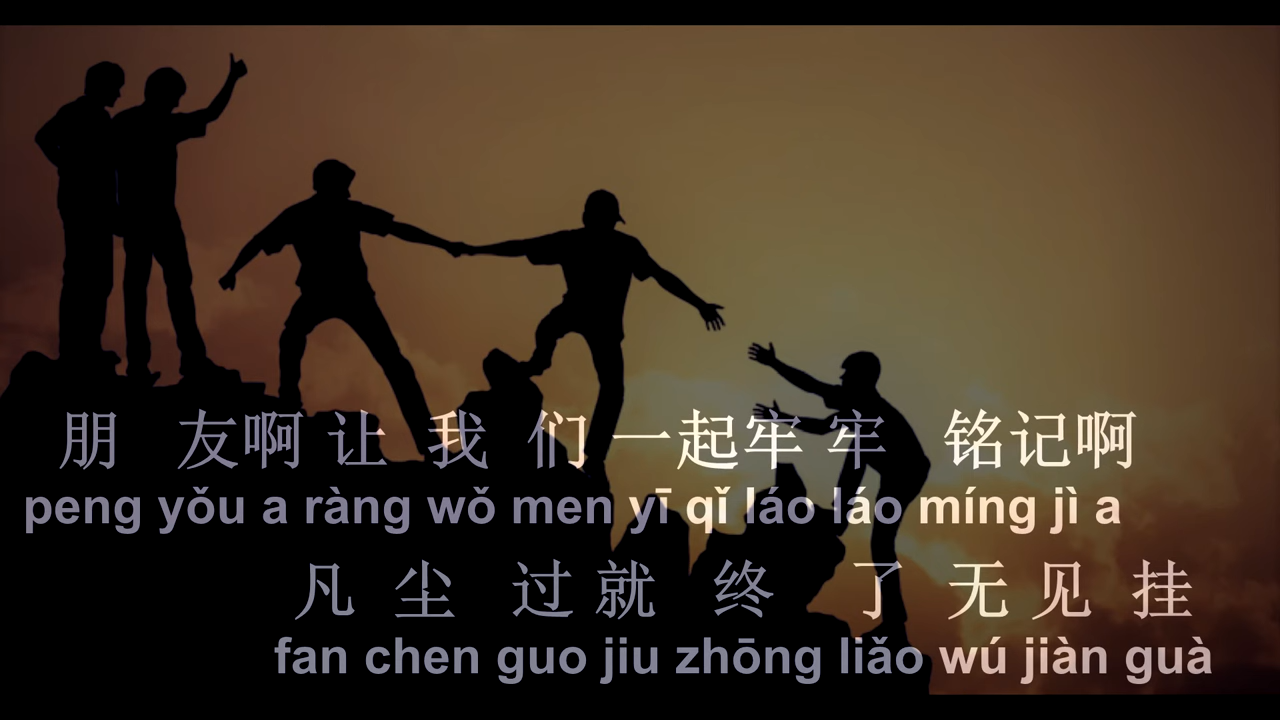 朋 友啊 让 我 们 一起牢 牢 铭记啊
peng yǒu a ràng wǒ men yī qǐ láo láo míng jì a
凡 尘 过 就 终 了 无 见 挂
fan chen guo jiu zhōng liǎo wú jiàn guà